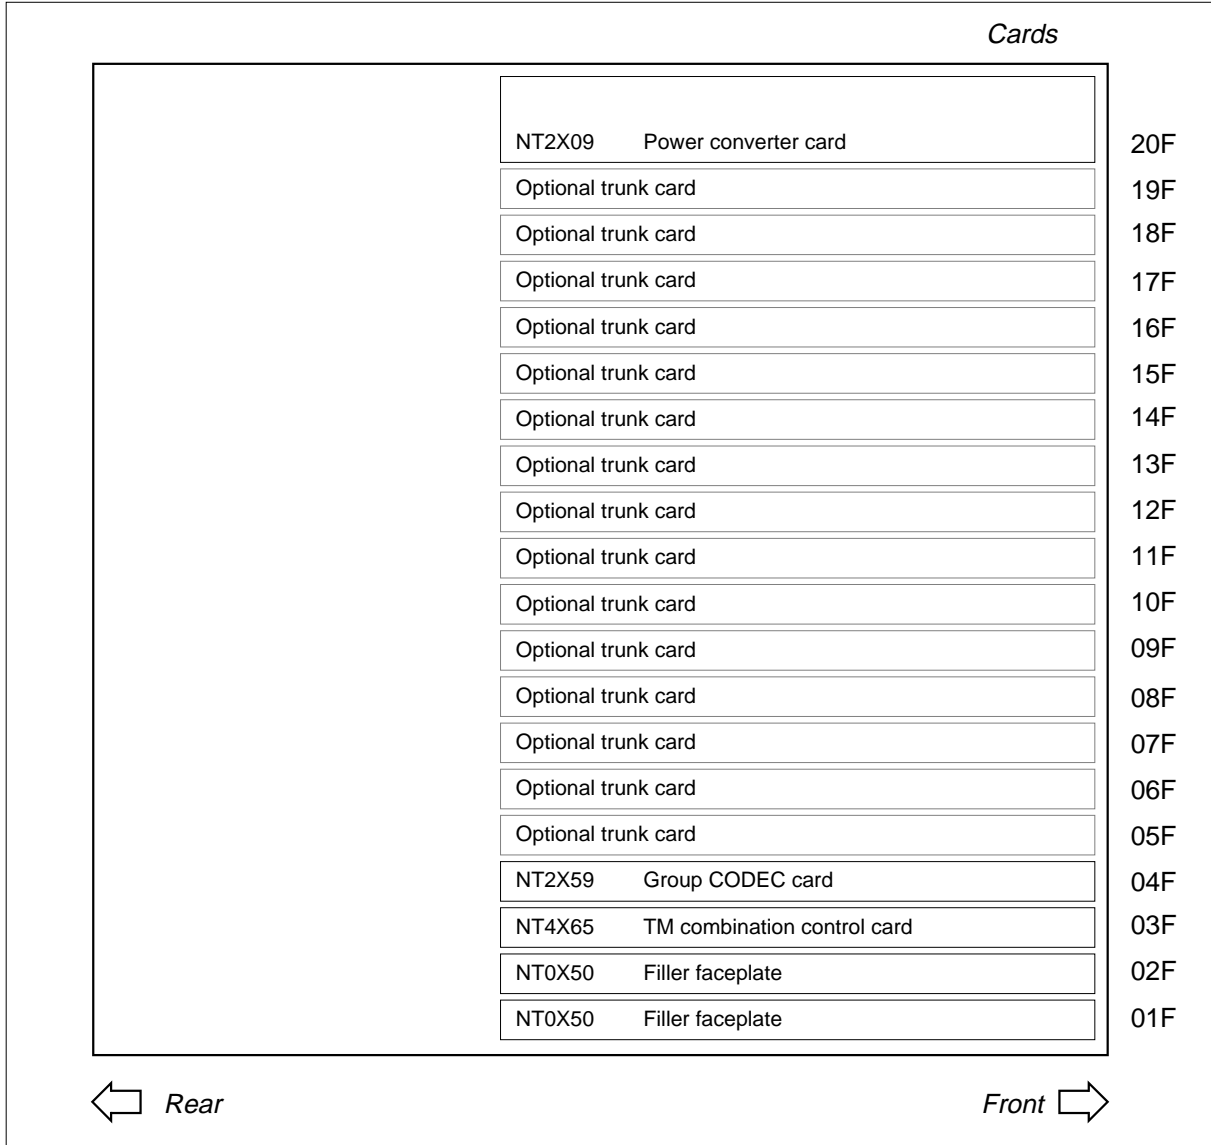 Cards
NT2X09 Power converter card 20F
Optional trunk card 19F
Optional trunk card 18F
Optional trunk card 17F
Optional trunk card 16F
Optional trunk card 15F
Optional trunk card 14F
Optional trunk card 13F
Optional trunk card 12F
Optional trunk card 11F
Optional trunk card 10F
Optional trunk card 09F
Optional trunk card 08F
Optional trunk card 07F
Optional trunk card 06F
Optional trunk card 05F
NT2X59 Group CODEC card 04F
NT4X65 TM combination control card 03F
NT0X50 Filler faceplate 02F
NT0X50 Filler faceplate 01F
Rear Front